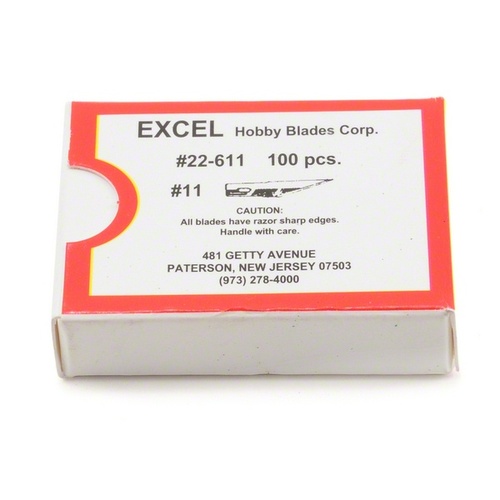 EXCEL Hobby Blades Corp.
#22-611 100 pcs.
#11
CAUTION:
All blades have razor sharp edges.
Handle with care.
481 GETTY AVENUE
PATERSON, NEW JERSEY 07503
(973) 278-4000